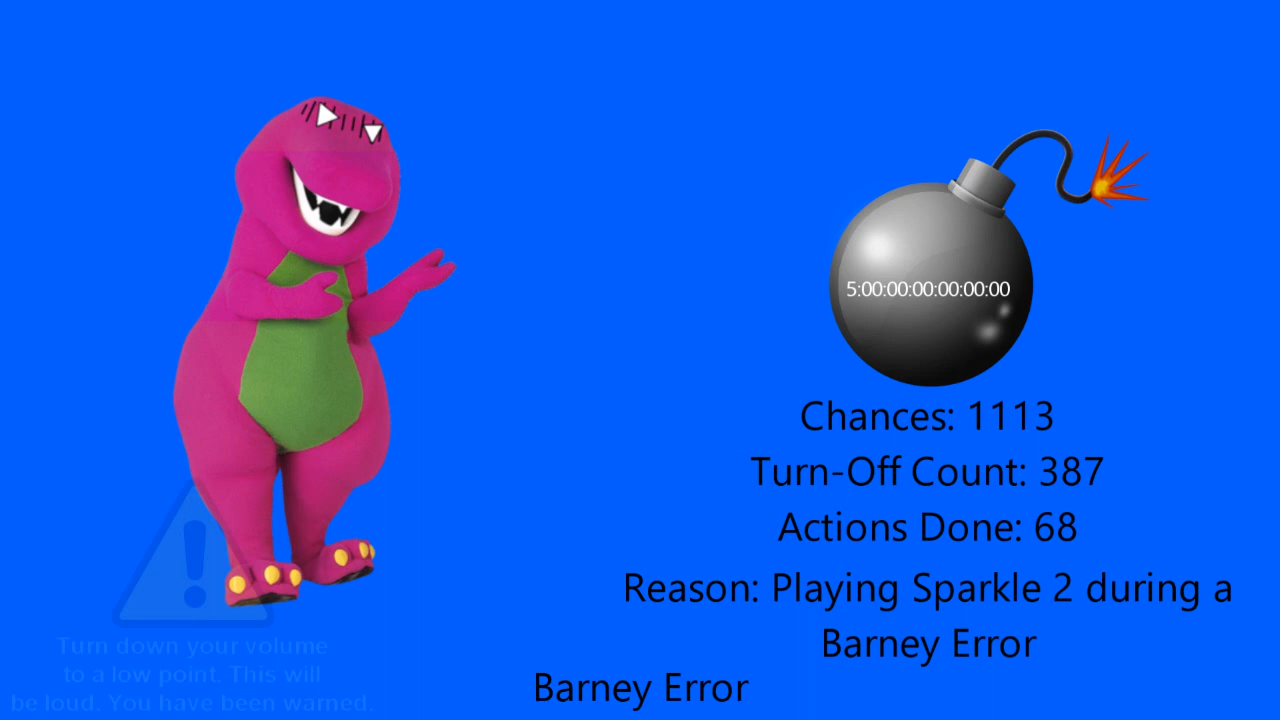 5:00:00:00:00:00:00
Chances: 1113
Turn-Off Count: 387
Actions Done: 68
Reason: Playing Sparkle 2 during a
Barney Error
Barney Error
Turn down your volume
to a low point. This will
be loud. You have been warned.